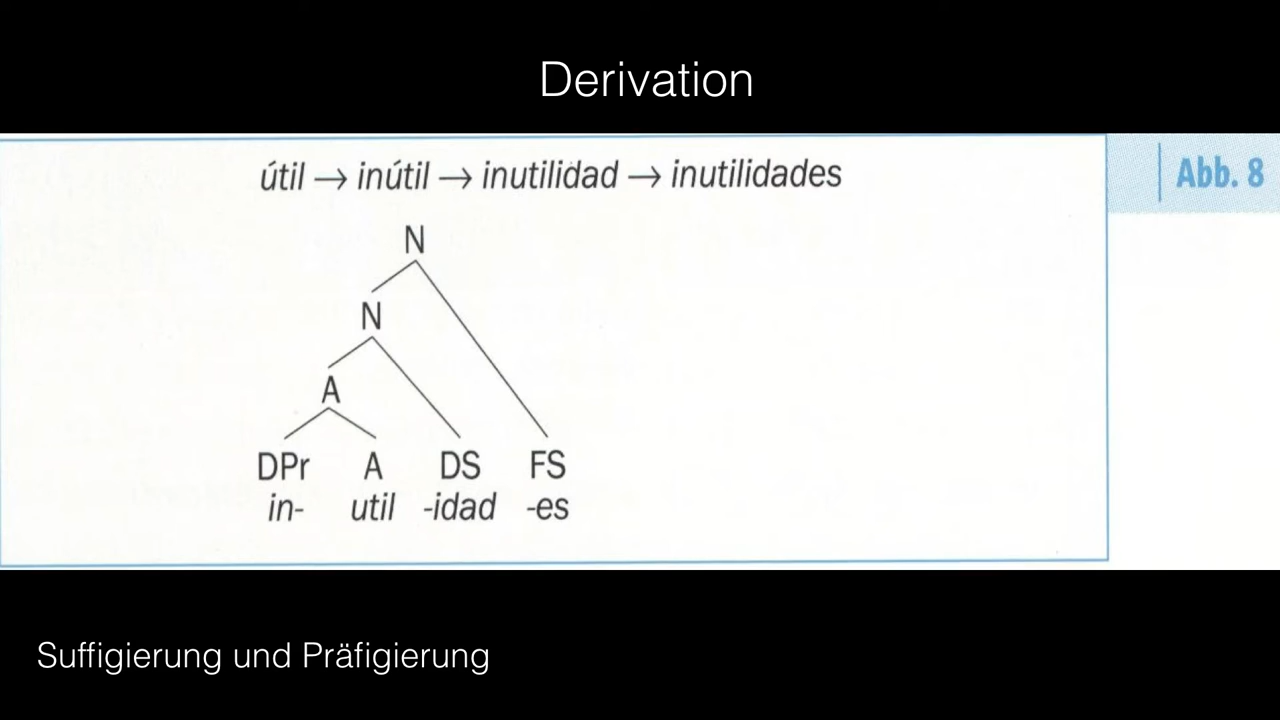 Derivation
útil → inútil → inutilidad → inutilidades
Abb. 8
N
N
A
DPr A DS FS
in- util -idad -es
Suffigierung und Präfigierung